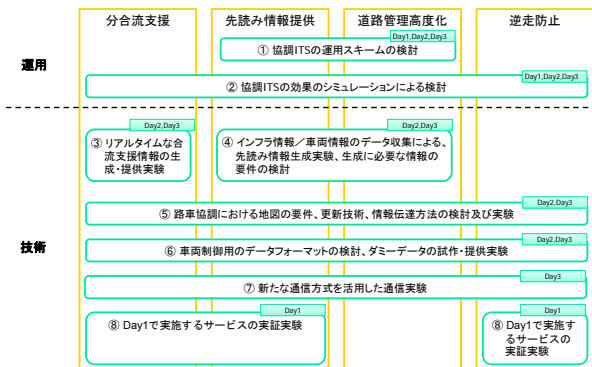 分合流支援
先読み情報提供
道路管理高度化
逆走防止
運用
Day1,Day2,Day3
① 協調ITSの運用スキームの検討
Day1,Day2,Day3
② 協調ITSの効果のシミュレーションによる検討
技術
Day2,Day3
③ リアルタイムな合
流支援情報の生
成・提供実験
Day2,Day3
④ インフラ情報／車両情報のデータ収集による、
先読み情報生成実験、生成に必要な情報の
要件の検討
Day2,Day3
⑤ 路車協調における地図の要件、更新技術、情報伝達方法の検討及び実験
Day2,Day3
⑥ 車両制御用のデータフォーマットの検討、ダミーデータの試作・提供実験
Day3
⑦ 新たな通信方式を活用した通信実験
Day1
⑧ Day1で実施するサービスの実証実験
Day1
⑧ Day1で実施す
るサービスの
実証実験